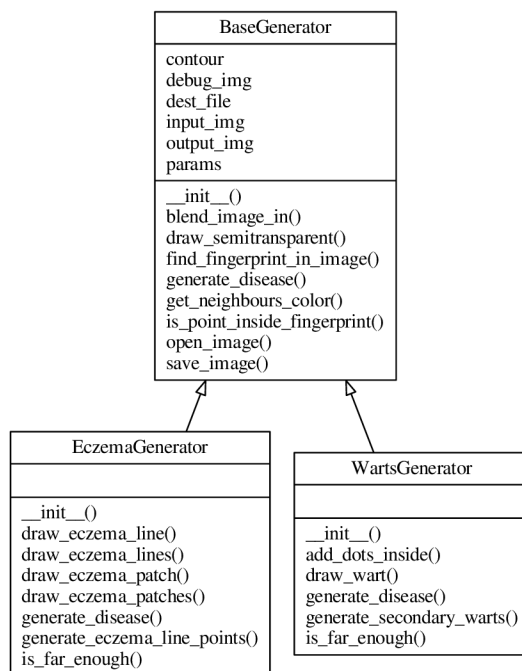 BaseGenerator
contour
debug_img
dest_file
input_img
output_img
params
__init__()
blend_image_in()
draw_semitransparent()
find_fingerprint_in_image()
generate_disease()
get_neighbours_color()
is_point_inside_fingerprint()
open_image()
save_image()
EczemaGenerator
__init__()
draw_eczema_line()
draw_eczema_lines()
draw_eczema_patch()
draw_eczema_patches()
generate_disease()
generate_eczema_line_points()
is_far_enough()
WartsGenerator
__init__()
add_dots_inside()
draw_wart()
generate_disease()
generate_secondary_warts()
is_far_enough()